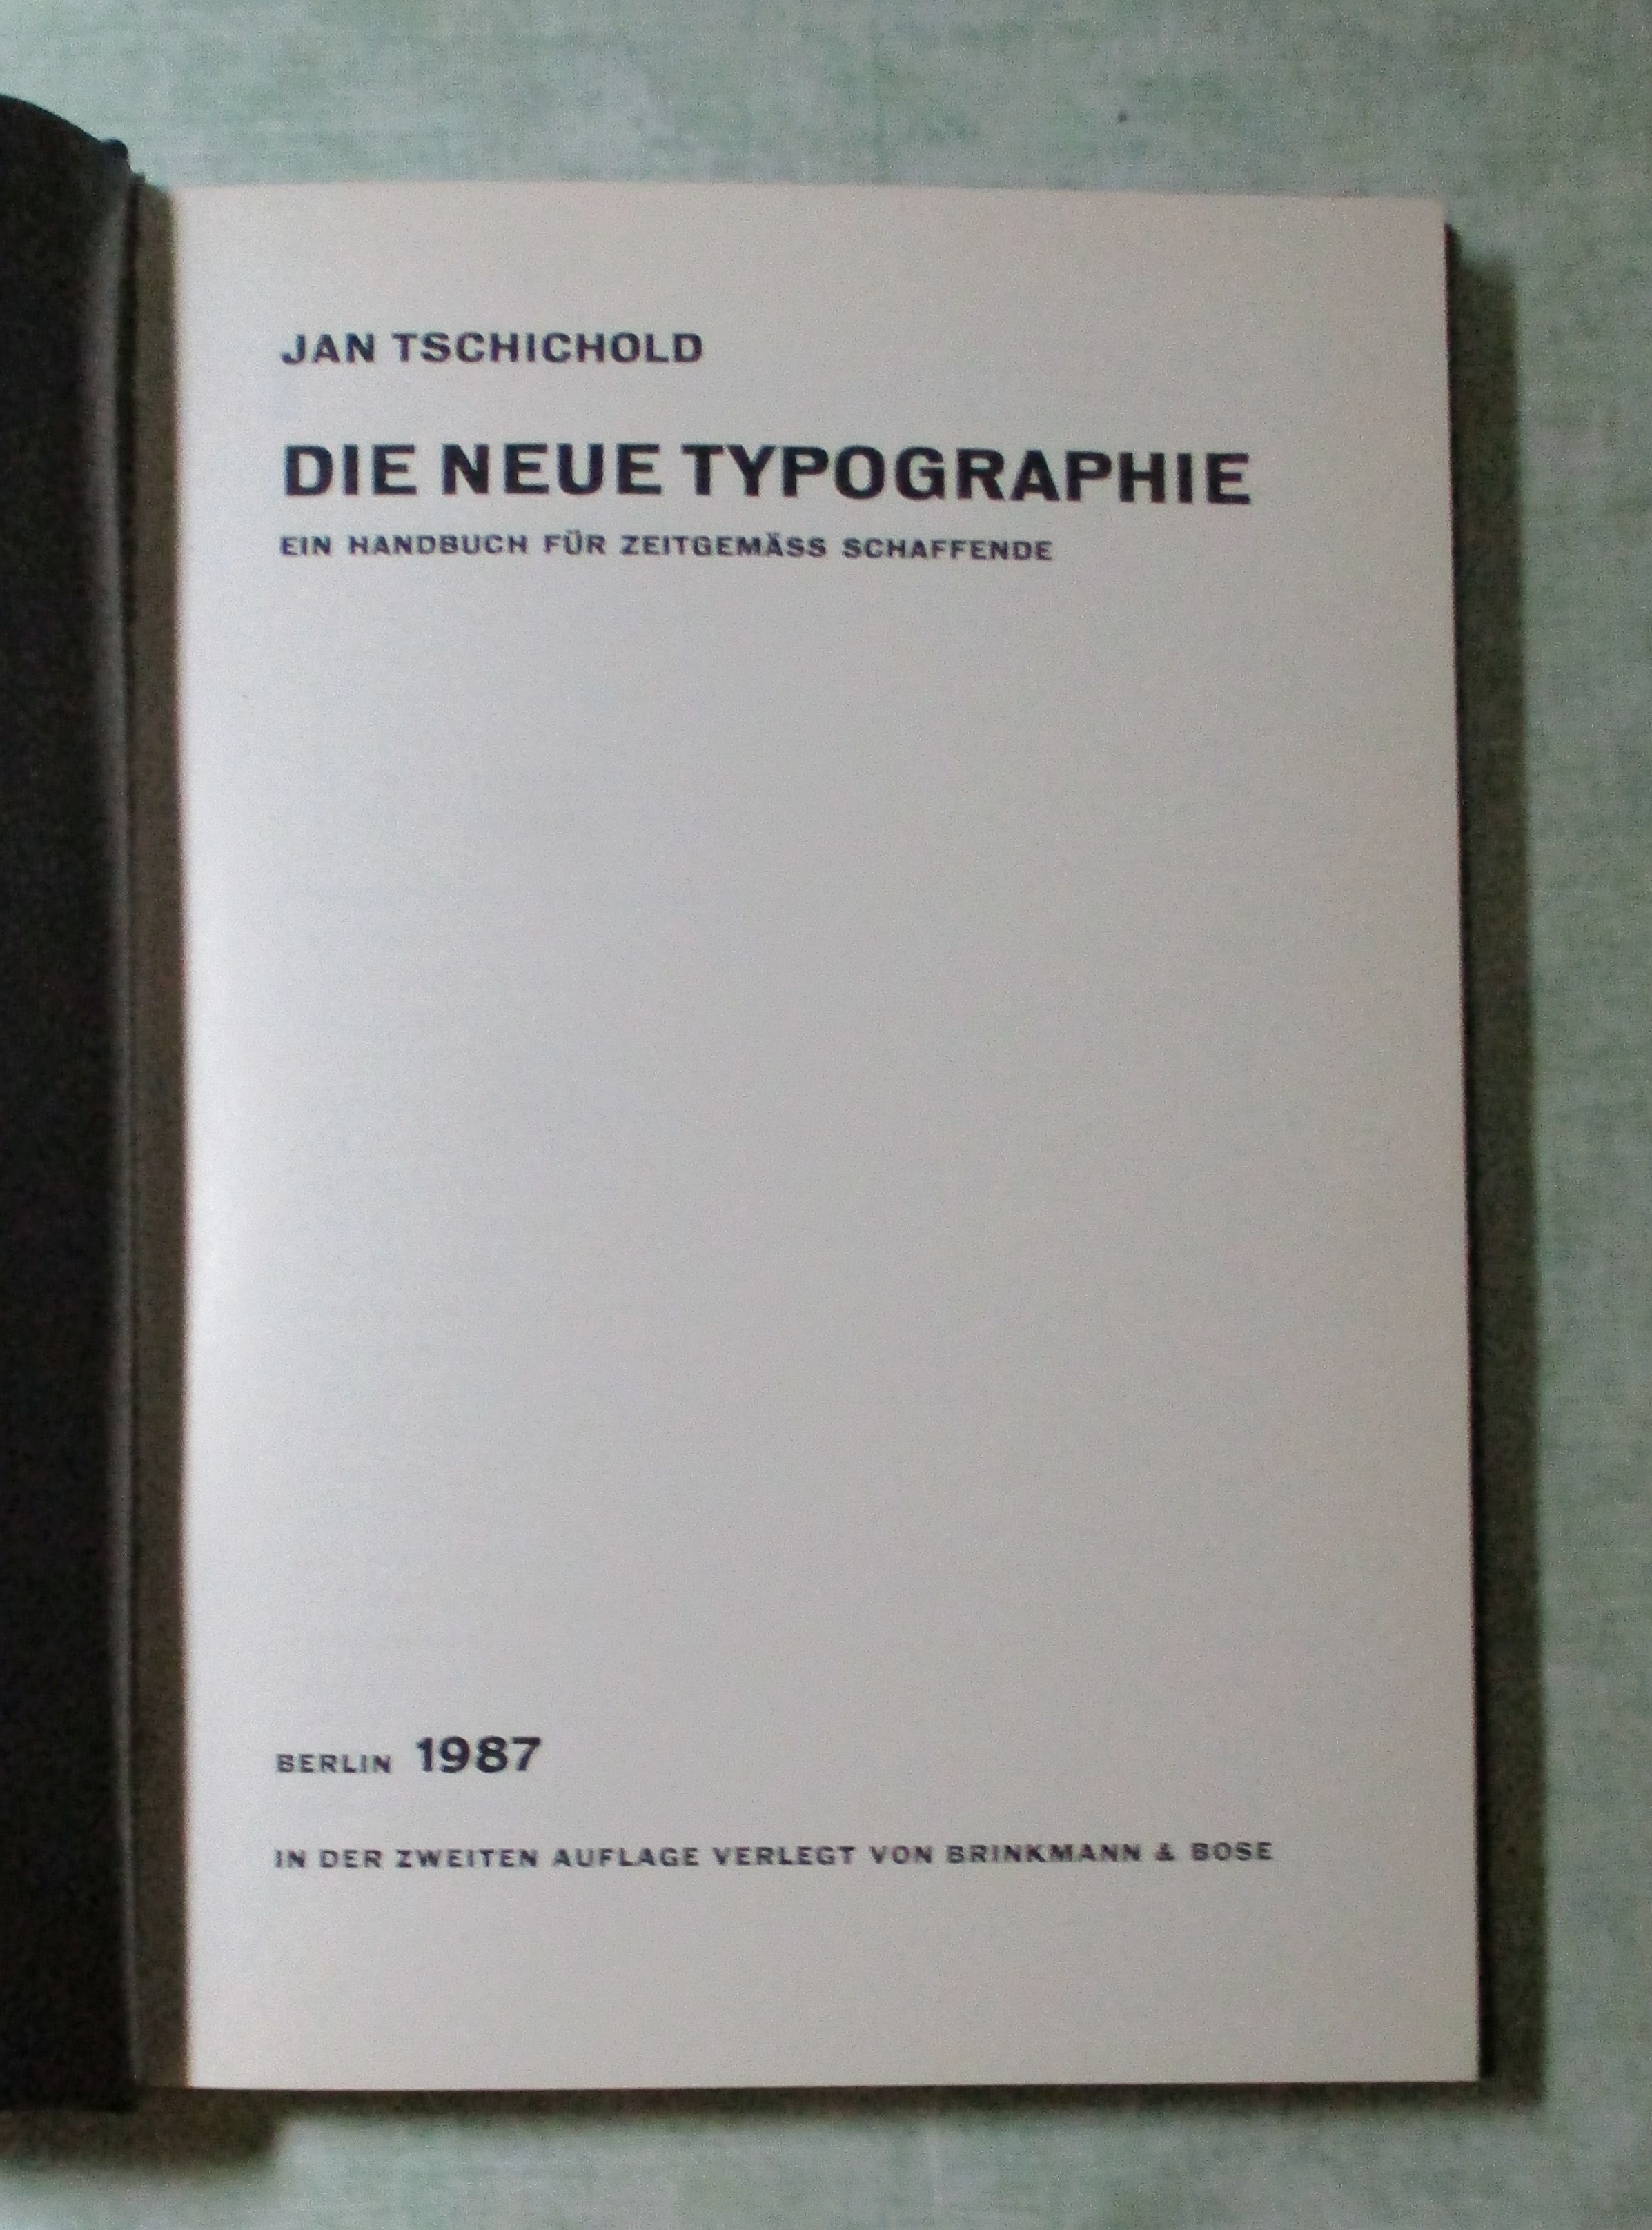 JAN TSCHICHOLD
DIE NEUE TYPOGRAPHIE
EIN HANDBUCH FÜR ZEITGEMÄSS SCHAFFENDE
BERLIN 1987
IN DER ZWEITEN AUFLAGE VERLEGT VON BRINKMANN & BOSE